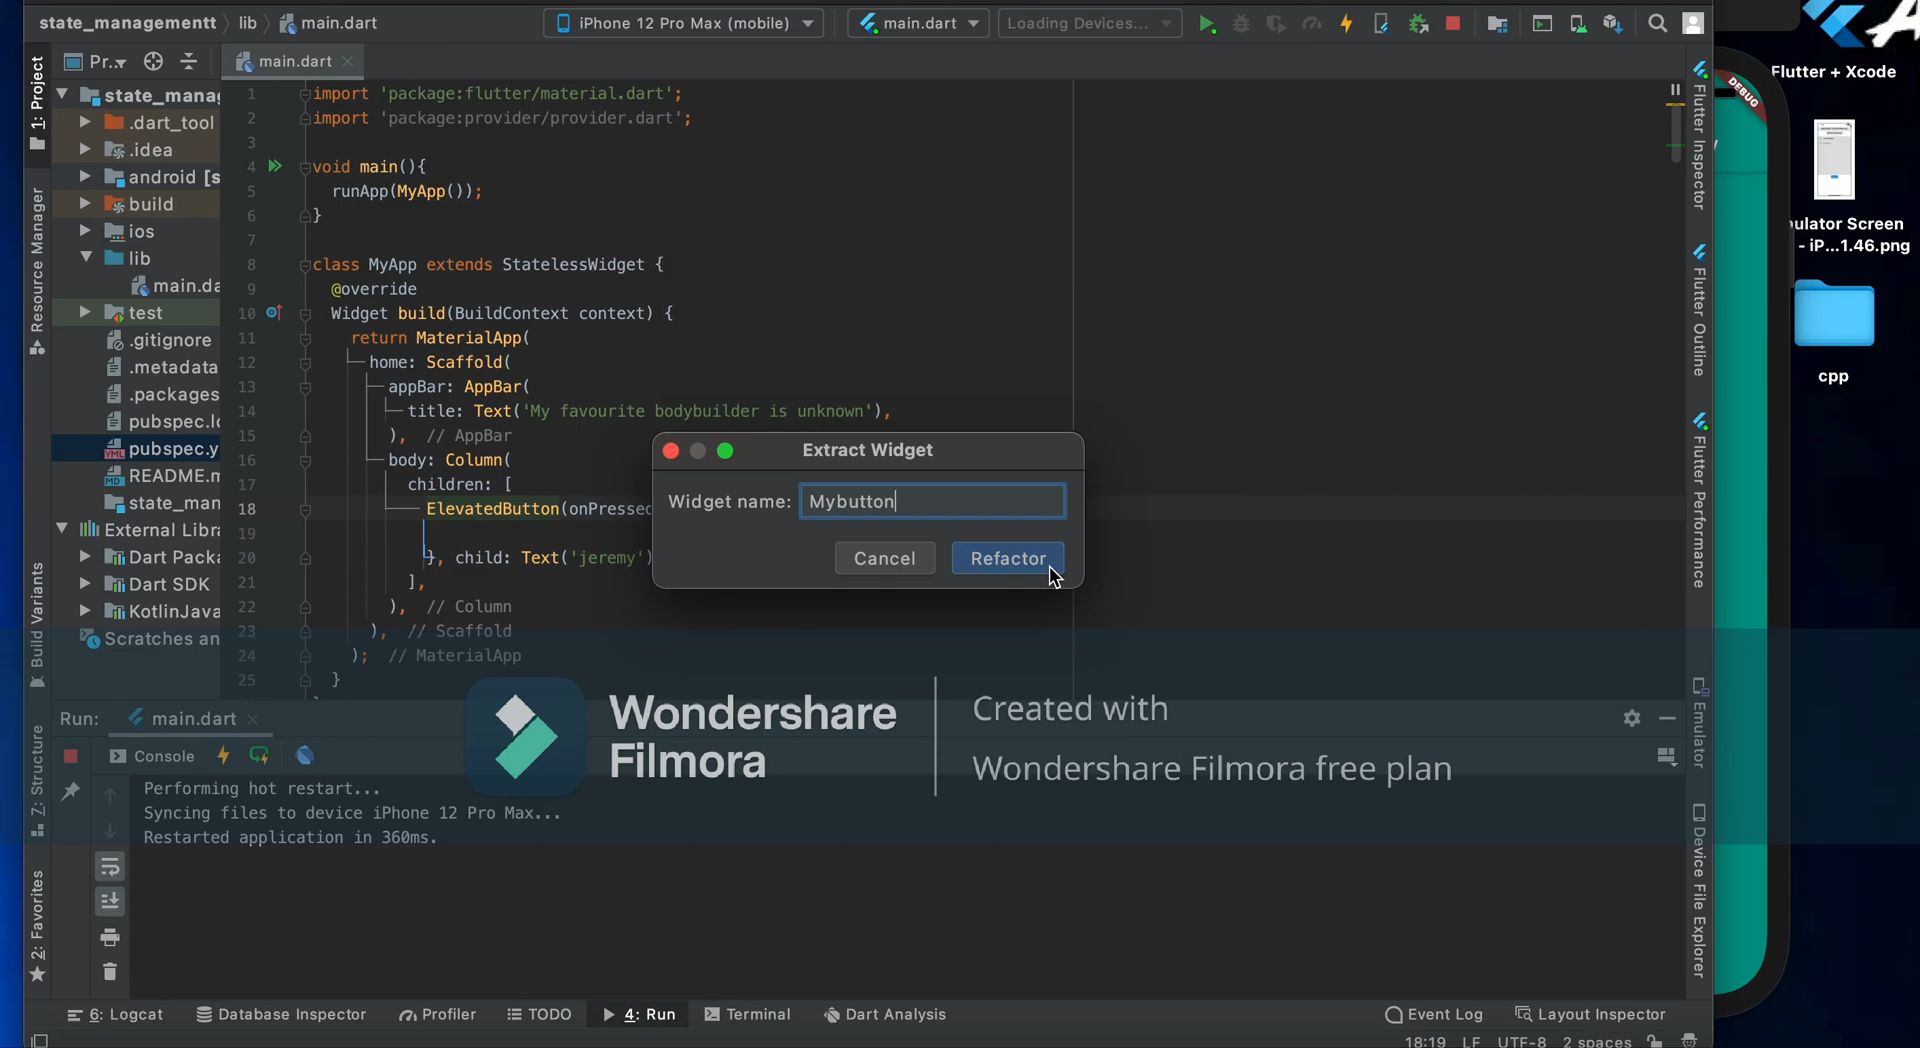 state_managementt
lib
main.dart
iPhone 12 Pro Max (mobile)
main.dart
Loading Devices...
Pr...
main.dart
1: Project
Resource Manager
Build Variants
7: Structure
2: Favorites
state_mana
.dart_tool
.idea
android [s
build
ios
lib
main.da
test
.gitignore
.metadata
.packages
pubspec.lo
pubspec.y
README.m
state_man
External Libra
Dart Packa
Dart SDK
KotlinJava
Scratches an
1 import 'package:flutter/material.dart';
2 import 'package:provider/provider.dart';
3
4 void main(){
5 runApp(MyApp());
6 }
7
8 class MyApp extends StatelessWidget {
9 @override
10 Widget build(BuildContext context) {
11 return MaterialApp(
12 home: Scaffold(
13 appBar: AppBar(
14 title: Text('My favourite bodybuilder is unknown'),
15 ), // AppBar
16 body: Column(
17 children: [
18 ElevatedButton(onPressed
19
20 }, child: Text('jeremy')
21 ],
22 ), // Column
23 ), // Scaffold
24 ); // MaterialApp
25 }
Extract Widget
Widget name: Mybutton
Cancel
Refactor
Flutter Inspector
Flutter Outline
Flutter Performance
Emulator
Device File Explorer
DEBUG
Flutter + Xcode
ulator Screen
- iP...1.46.png
cpp
Run:
main.dart
Console
Performing hot restart...
Syncing files to device iPhone 12 Pro Max...
Restarted application in 360ms.
Wondershare
Filmora
Created with
Wondershare Filmora free plan
6: Logcat
Database Inspector
Profiler
TODO
4: Run
Terminal
Dart Analysis
Event Log
Layout Inspector
18:19 LF UTF-8 2 spaces